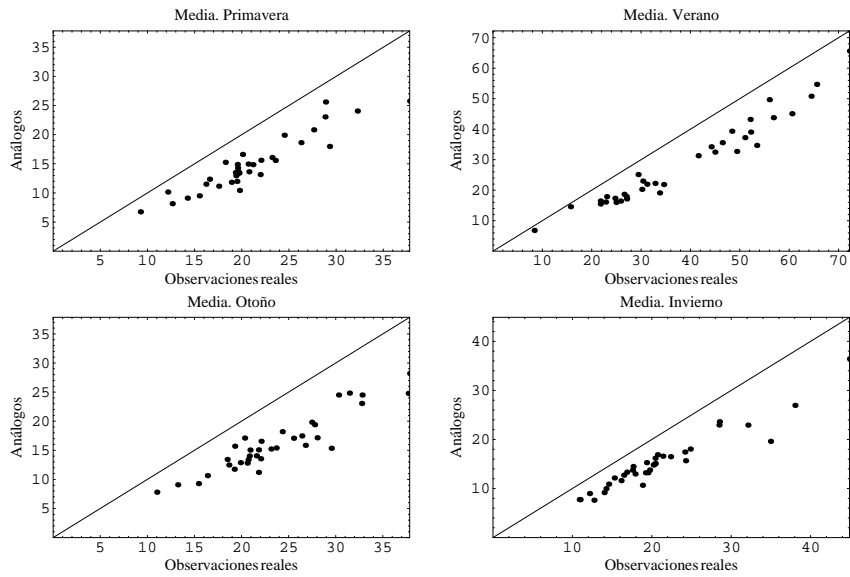 Media. Primavera
35
30
25
20
15
10
5
Análogos
5 10 15 20 25 30 35
Observaciones reales
Media. Verano
70
60
50
40
30
20
10
Análogos
10 20 30 40 50 60 70
Observaciones reales
Media. Otoño
35
30
25
20
15
10
5
Análogos
5 10 15 20 25 30 35
Observaciones reales
Media. Invierno
40
30
20
10
Análogos
10 20 30 40
Observaciones reales